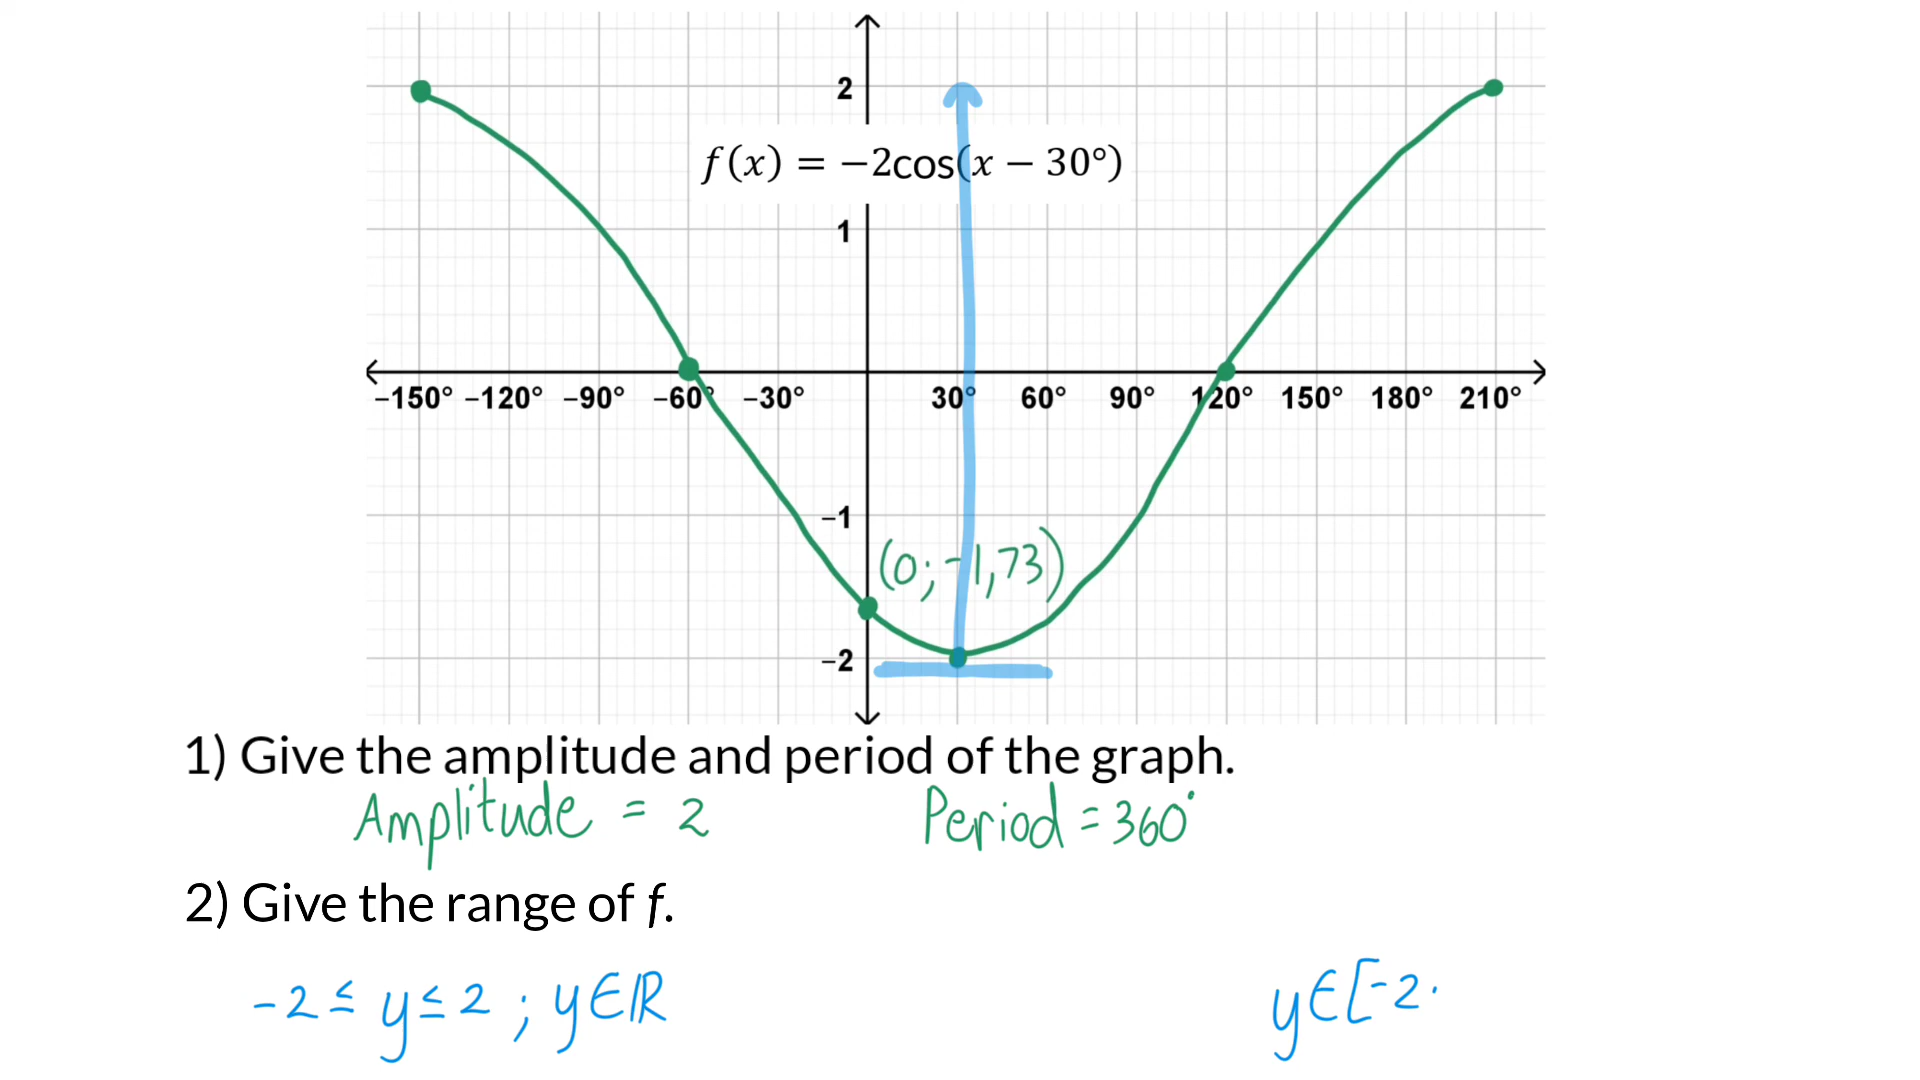 2
f(x) = −2cos(x − 30°)
1
−150° −120° −90° −60° −30° 30° 60° 90° 120° 150° 180° 210°
−1
(0; -1,73)
−2
1) Give the amplitude and period of the graph.
Amplitude = 2 Period = 360°
2) Give the range of f.
-2 ≤ y ≤ 2 ; y∈ℝ y∈[-2.